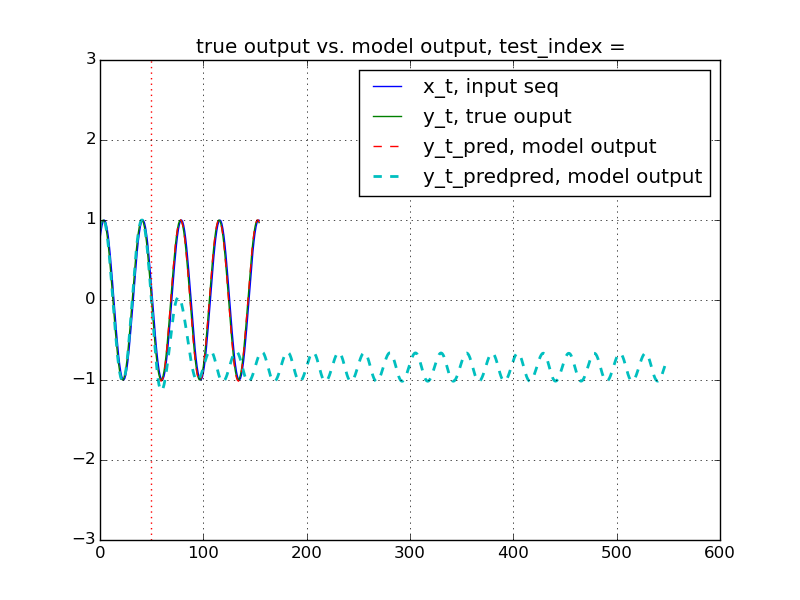 true output vs. model output, test_index =
x_t, input seq
y_t, true ouput
y_t_pred, model output
y_t_predpred, model output
3
2
1
0
−1
−2
−3
0 100 200 300 400 500 600